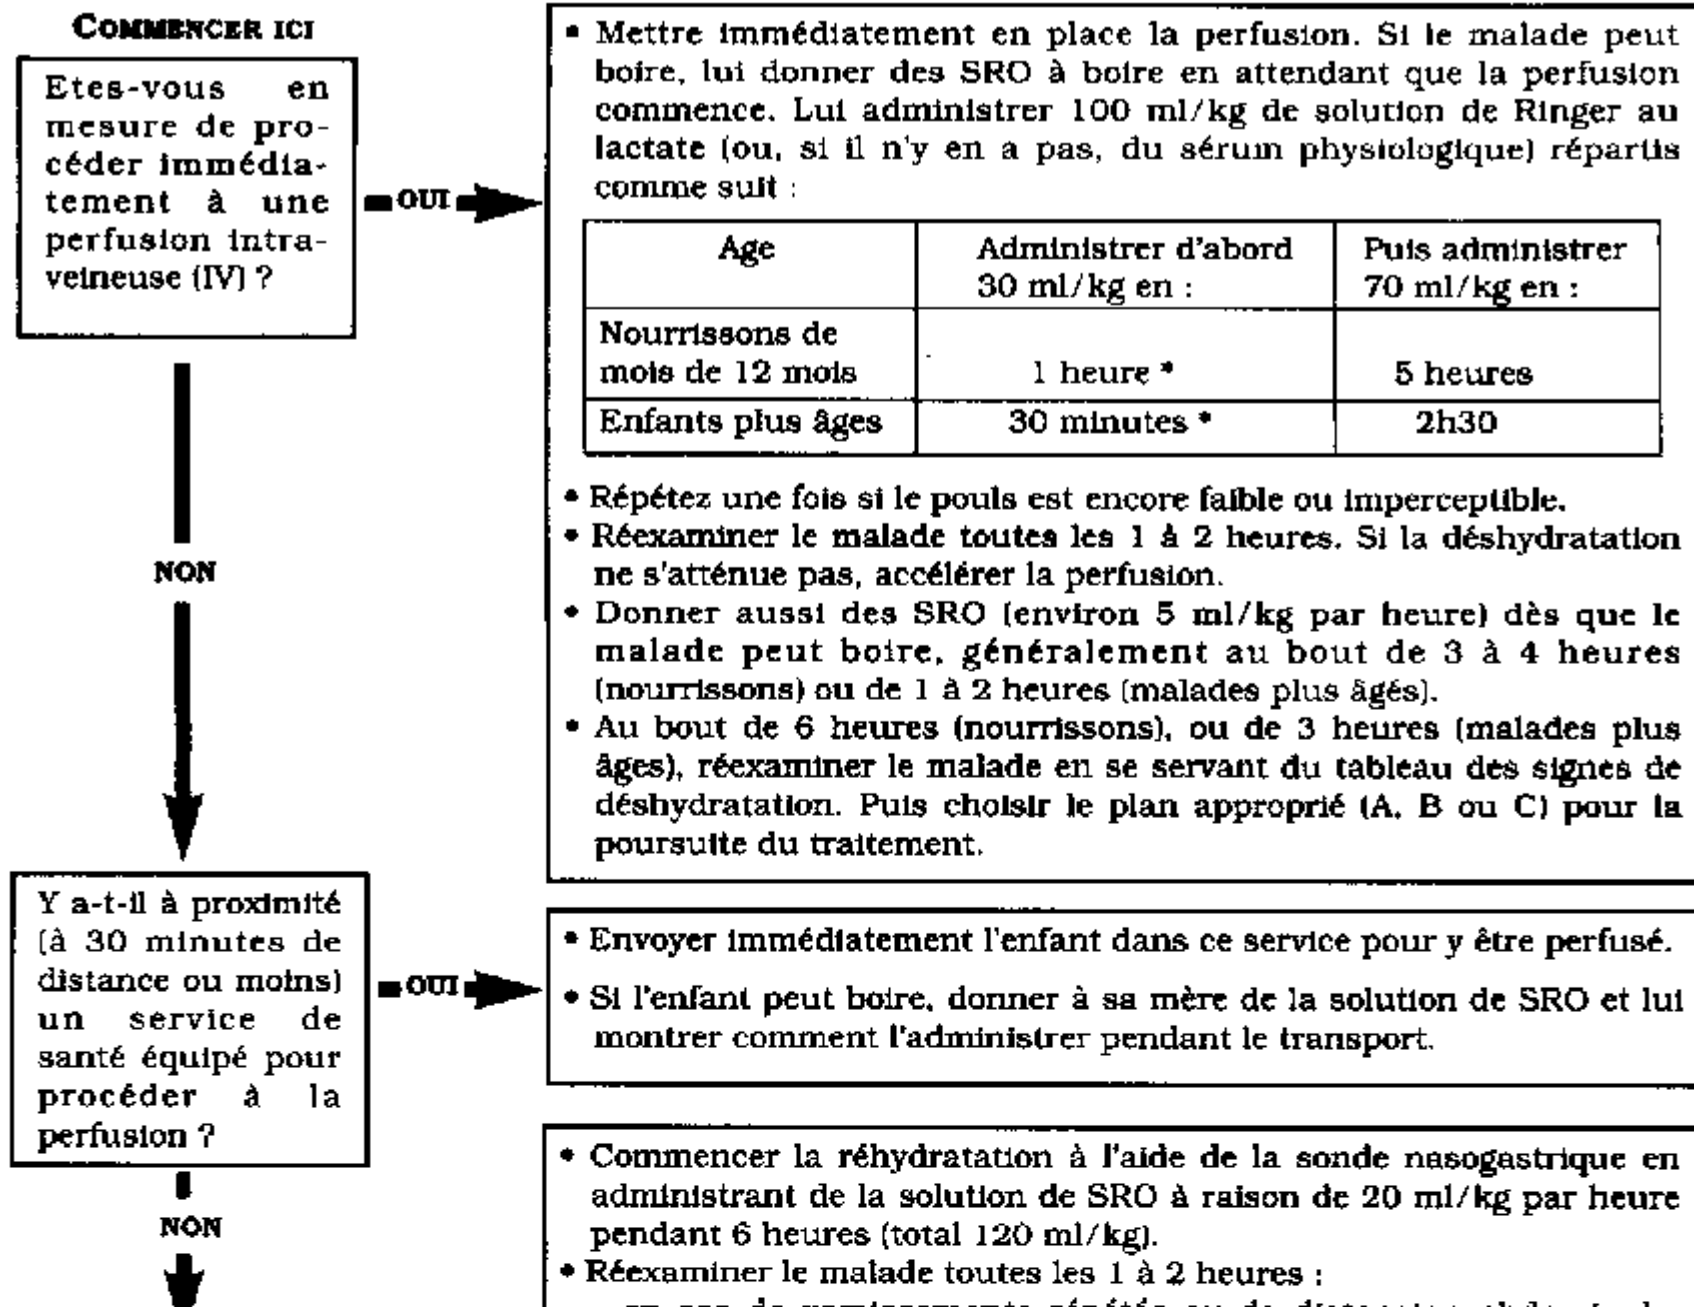 COMMENCER ICI
Etes-vous en
mesure de pro-
céder immédia-
tement à une
perfusion intra-
veineuse (IV) ?
OUI
• Mettre immédiatement en place la perfusion. Si le malade peut
boire, lui donner des SRO à boire en attendant que la perfusion
commence. Lui administrer 100 ml/kg de solution de Ringer au
lactate (ou, si il n'y en a pas, du sérum physiologique) répartis
comme suit :
Age
Administrer d'abord
30 ml/kg en :
Puis administrer
70 ml/kg en :
Nourrissons de
mois de 12 mois
1 heure *
5 heures
Enfants plus âges
30 minutes *
2h30
• Répétez une fois si le pouls est encore faible ou imperceptible.
• Réexaminer le malade toutes les 1 à 2 heures. Si la déshydratation
ne s'atténue pas, accélérer la perfusion.
• Donner aussi des SRO (environ 5 ml/kg par heure) dès que le
malade peut boire, généralement au bout de 3 à 4 heures
(nourrissons) ou de 1 à 2 heures (malades plus âgés).
• Au bout de 6 heures (nourrissons), ou de 3 heures (malades plus
âges), réexaminer le malade en se servant du tableau des signes de
déshydratation. Puis choisir le plan approprié (A, B ou C) pour la
poursuite du traitement.
NON
Y a-t-il à proximité
(à 30 minutes de
distance ou moins)
un service de
santé équipé pour
procéder à la
perfusion ?
OUI
• Envoyer immédiatement l'enfant dans ce service pour y être perfusé.
• Si l'enfant peut boire, donner à sa mère de la solution de SRO et lui
montrer comment l'administrer pendant le transport.
NON
• Commencer la réhydratation à l'aide de la sonde nasogastrique en
administrant de la solution de SRO à raison de 20 ml/kg par heure
pendant 6 heures (total 120 ml/kg).
• Réexaminer le malade toutes les 1 à 2 heures :